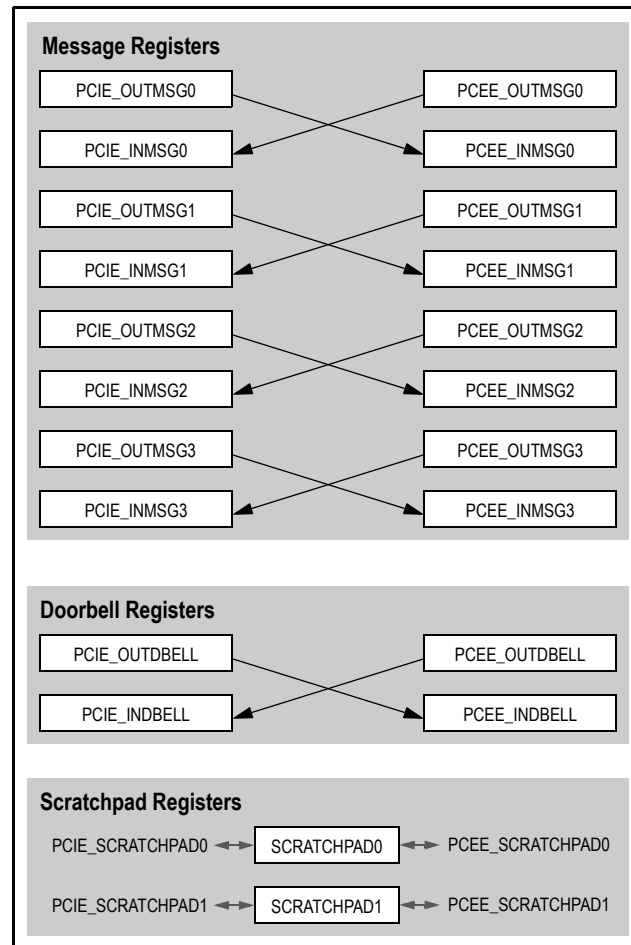 Message Registers
PCIE_OUTMSG0 PCEE_OUTMSG0
PCIE_INMSG0 PCEE_INMSG0
PCIE_OUTMSG1 PCEE_OUTMSG1
PCIE_INMSG1 PCEE_INMSG1
PCIE_OUTMSG2 PCEE_OUTMSG2
PCIE_INMSG2 PCEE_INMSG2
PCIE_OUTMSG3 PCEE_OUTMSG3
PCIE_INMSG3 PCEE_INMSG3
Doorbell Registers
PCIE_OUTDBELL PCEE_OUTDBELL
PCIE_INDBELL PCEE_INDBELL
Scratchpad Registers
PCIE_SCRATCHPAD0 SCRATCHPAD0 PCEE_SCRATCHPAD0
PCIE_SCRATCHPAD1 SCRATCHPAD1 PCEE_SCRATCHPAD1